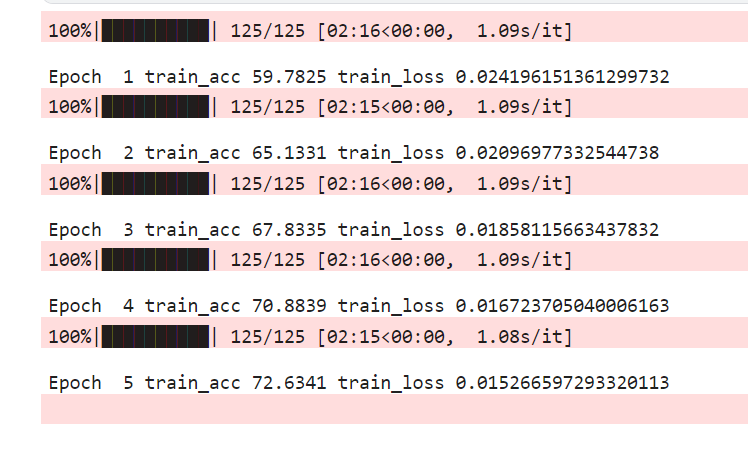 100%|██████████| 125/125 [02:16<00:00,  1.09s/it]
Epoch  1 train_acc 59.7825 train_loss 0.024196151361299732
100%|██████████| 125/125 [02:15<00:00,  1.09s/it]
Epoch  2 train_acc 65.1331 train_loss 0.02096977332544738
100%|██████████| 125/125 [02:16<00:00,  1.09s/it]
Epoch  3 train_acc 67.8335 train_loss 0.01858115663437832
100%|██████████| 125/125 [02:16<00:00,  1.09s/it]
Epoch  4 train_acc 70.8839 train_loss 0.016723705040006163
100%|██████████| 125/125 [02:15<00:00,  1.08s/it]
Epoch  5 train_acc 72.6341 train_loss 0.015266597293320113